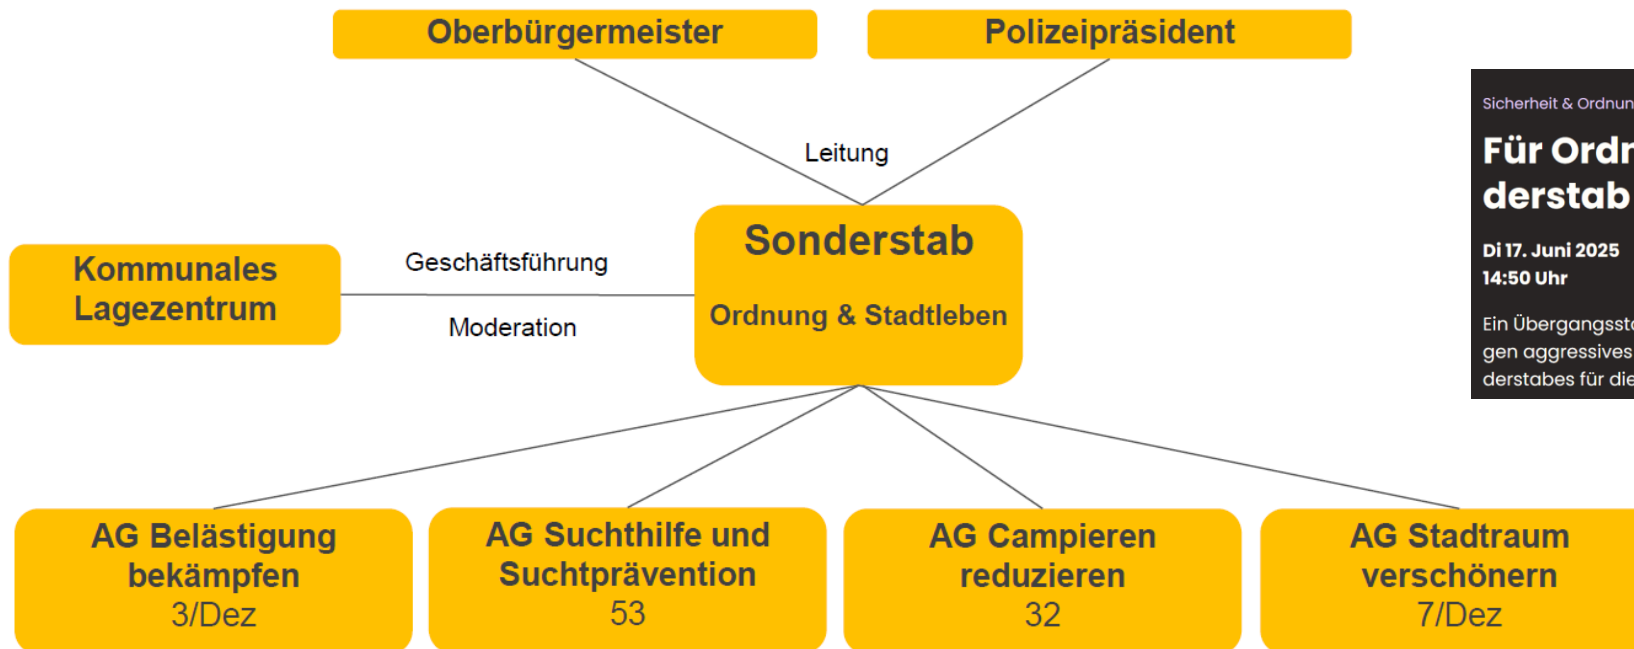 Oberbürgermeister
Polizeipräsident
Leitung
Sonderstab
Ordnung & Stadtleben
Kommunales
Lagezentrum
Geschäftsführung
Moderation
AG Belästigung
bekämpfen
3/Dez
AG Suchthilfe und
Suchtprävention
53
AG Campieren
reduzieren
32
AG Stadtraum
verschönern
7/Dez
Sicherheit & Ordnun
Für Ordn
derstab
Di 17. Juni 2025
14:50 Uhr
Ein Übergangssta
gen aggressives
derstabes für die